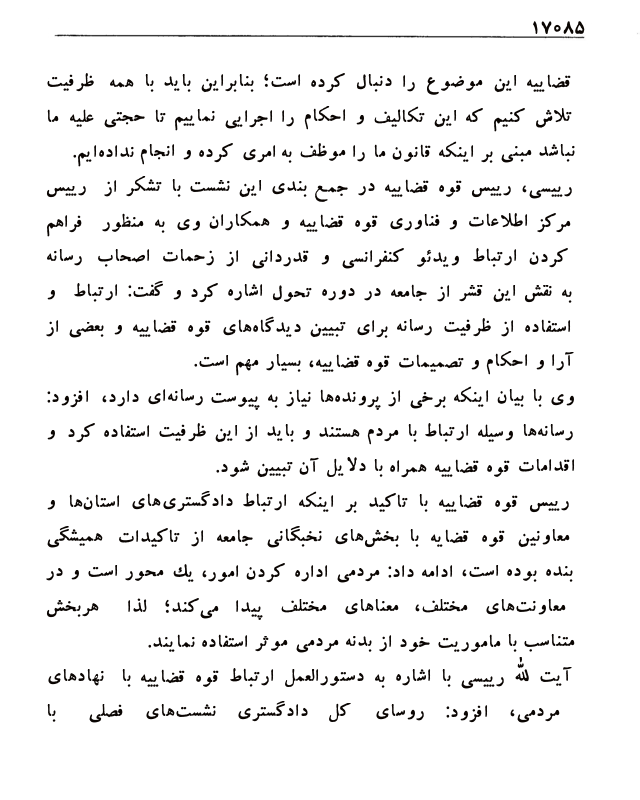 ۱۷۰۸۵
قضاییه این موضوع را دنبال کرده است؛ بنابراین باید با همه ظرفیت
تلاش کنیم که این تکالیف و احکام را اجرایی نماییم تا حجتی علیه ما
نباشد مبنی بر اینکه قانون ما را موظف به امری کرده و انجام نداده‌ایم.
رییسی، رییس قوه قضاییه در جمع بندی این نشست با تشکر از رییس
مرکز اطلاعات و فناوری قوه قضاییه و همکاران وی به منظور فراهم
کردن ارتباط ویدئو کنفرانسی و قدردانی از زحمات اصحاب رسانه
به نقش این قشر از جامعه در دوره تحول اشاره کرد و گفت: ارتباط و
استفاده از ظرفیت رسانه برای تبیین دیدگاه‌های قوه قضاییه و بعضی از
آرا و احکام و تصمیمات قوه قضاییه، بسیار مهم است.
وی با بیان اینکه برخی از پرونده‌ها نیاز به پیوست رسانه‌ای دارد، افزود:
رسانه‌ها وسیله ارتباط با مردم هستند و باید از این ظرفیت استفاده کرد و
اقدامات قوه قضاییه همراه با دلایل آن تبیین شود.
رییس قوه قضاییه با تاکید بر اینکه ارتباط دادگستری‌های استان‌ها و
معاونین قوه قضایه با بخش‌های نخبگانی جامعه از تاکیدات همیشگی
بنده بوده است، ادامه داد: مردمی اداره کردن امور، یك محور است و در
معاونت‌های مختلف، معناهای مختلف پیدا می‌کند؛ لذا هربخش
متناسب با ماموریت خود از بدنه مردمی موثر استفاده نمایند.
آیت لله رییسی با اشاره به دستورالعمل ارتباط قوه قضاییه با نهادهای
مردمی، افزود: روسای کل دادگستری نشست‌های فصلی با